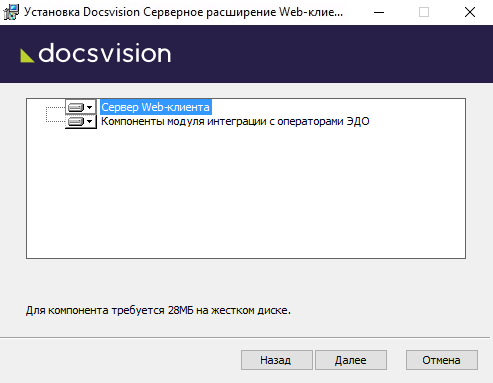 Установка Docsvision Серверное расширение Web-клие...
docsvision
Сервер Web-клиента
Компоненты модуля интеграции с операторами ЭДО
Для компонента требуется 28МБ на жестком диске.
Назад Далее Отмена